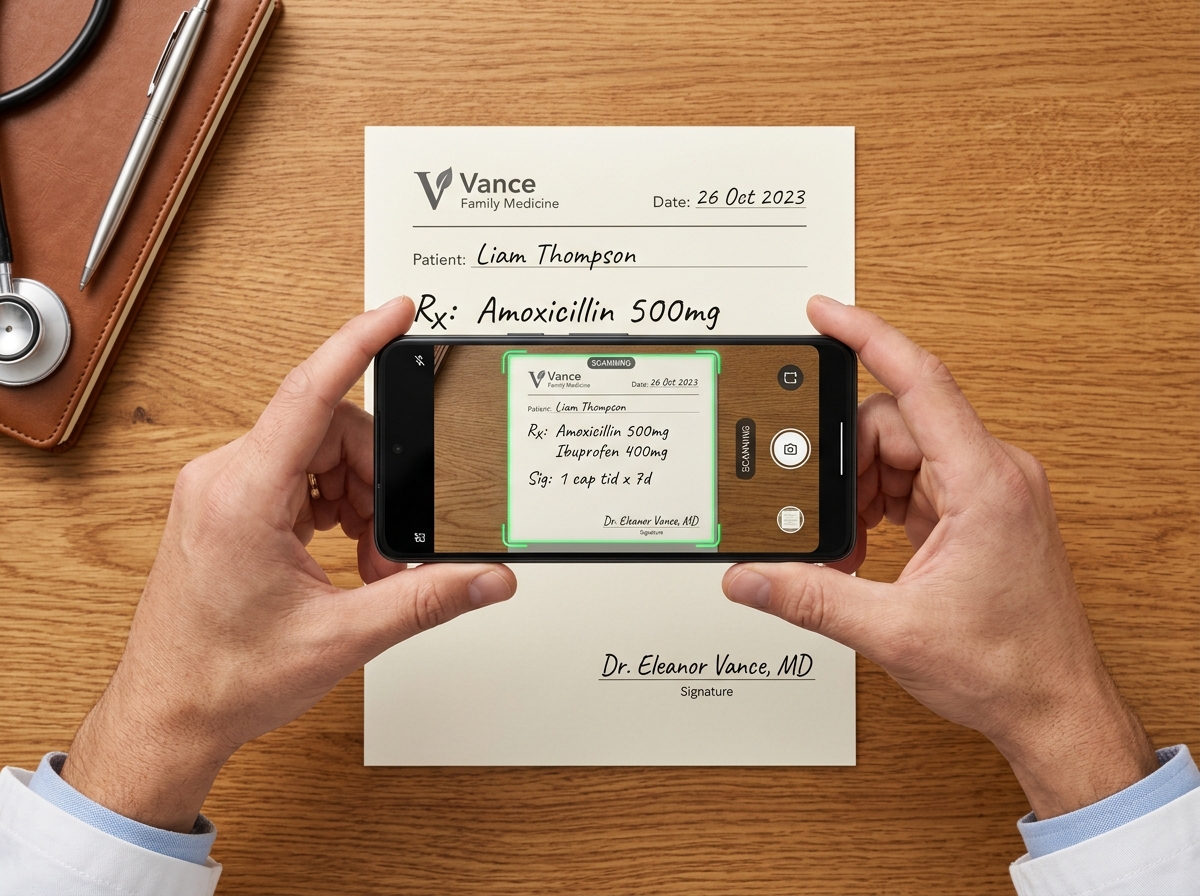 Vance
Family Medicine
Date: 26 Oct 2023
Patient: Liam Thompson
Rx: Amoxicillin 500mg
SCAMMING
Vance
Family Medicine
Date: 26 Oct 2023
Patient: Liam Thompcon
Rx: Amoxicillin 500mg
Ibuprofen 400mg
Sig: 1 cap tid x 7d
Dr. Eleanor Vance, MD
Signature
SCANNING
Dr. Eleanor Vance, MD
Signature